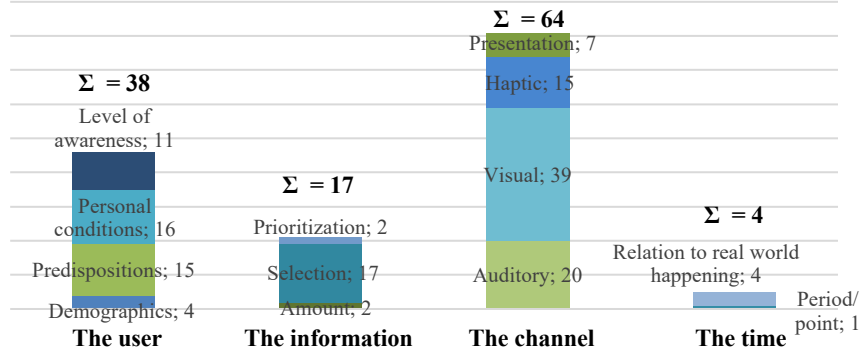 Σ = 38
Level of
awareness; 11
Personal
conditions; 16
Predispositions; 15
Demographics; 4
The user
Σ = 17
Prioritization; 2
Selection; 17
Amount; 2
The information
Σ = 64
Presentation; 7
Haptic; 15
Visual; 39
Auditory; 20
The channel
Σ = 4
Relation to real world
happening; 4
Period/
point; 1
The time